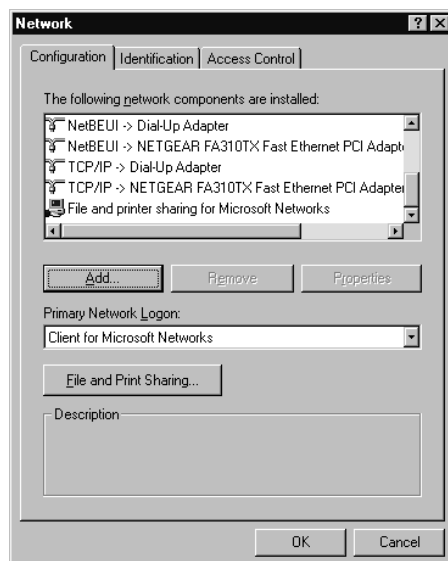 Network
Configuration Identification Access Control
The following network components are installed:
NetBEUI -> Dial-Up Adapter
NetBEUI -> NETGEAR FA310TX Fast Ethernet PCI Adapte
TCP/IP -> Dial-Up Adapter
TCP/IP -> NETGEAR FA310TX Fast Ethernet PCI Adapter
File and printer sharing for Microsoft Networks
Add... Remove Properties
Primary Network Logon:
Client for Microsoft Networks
File and Print Sharing...
Description
OK Cancel